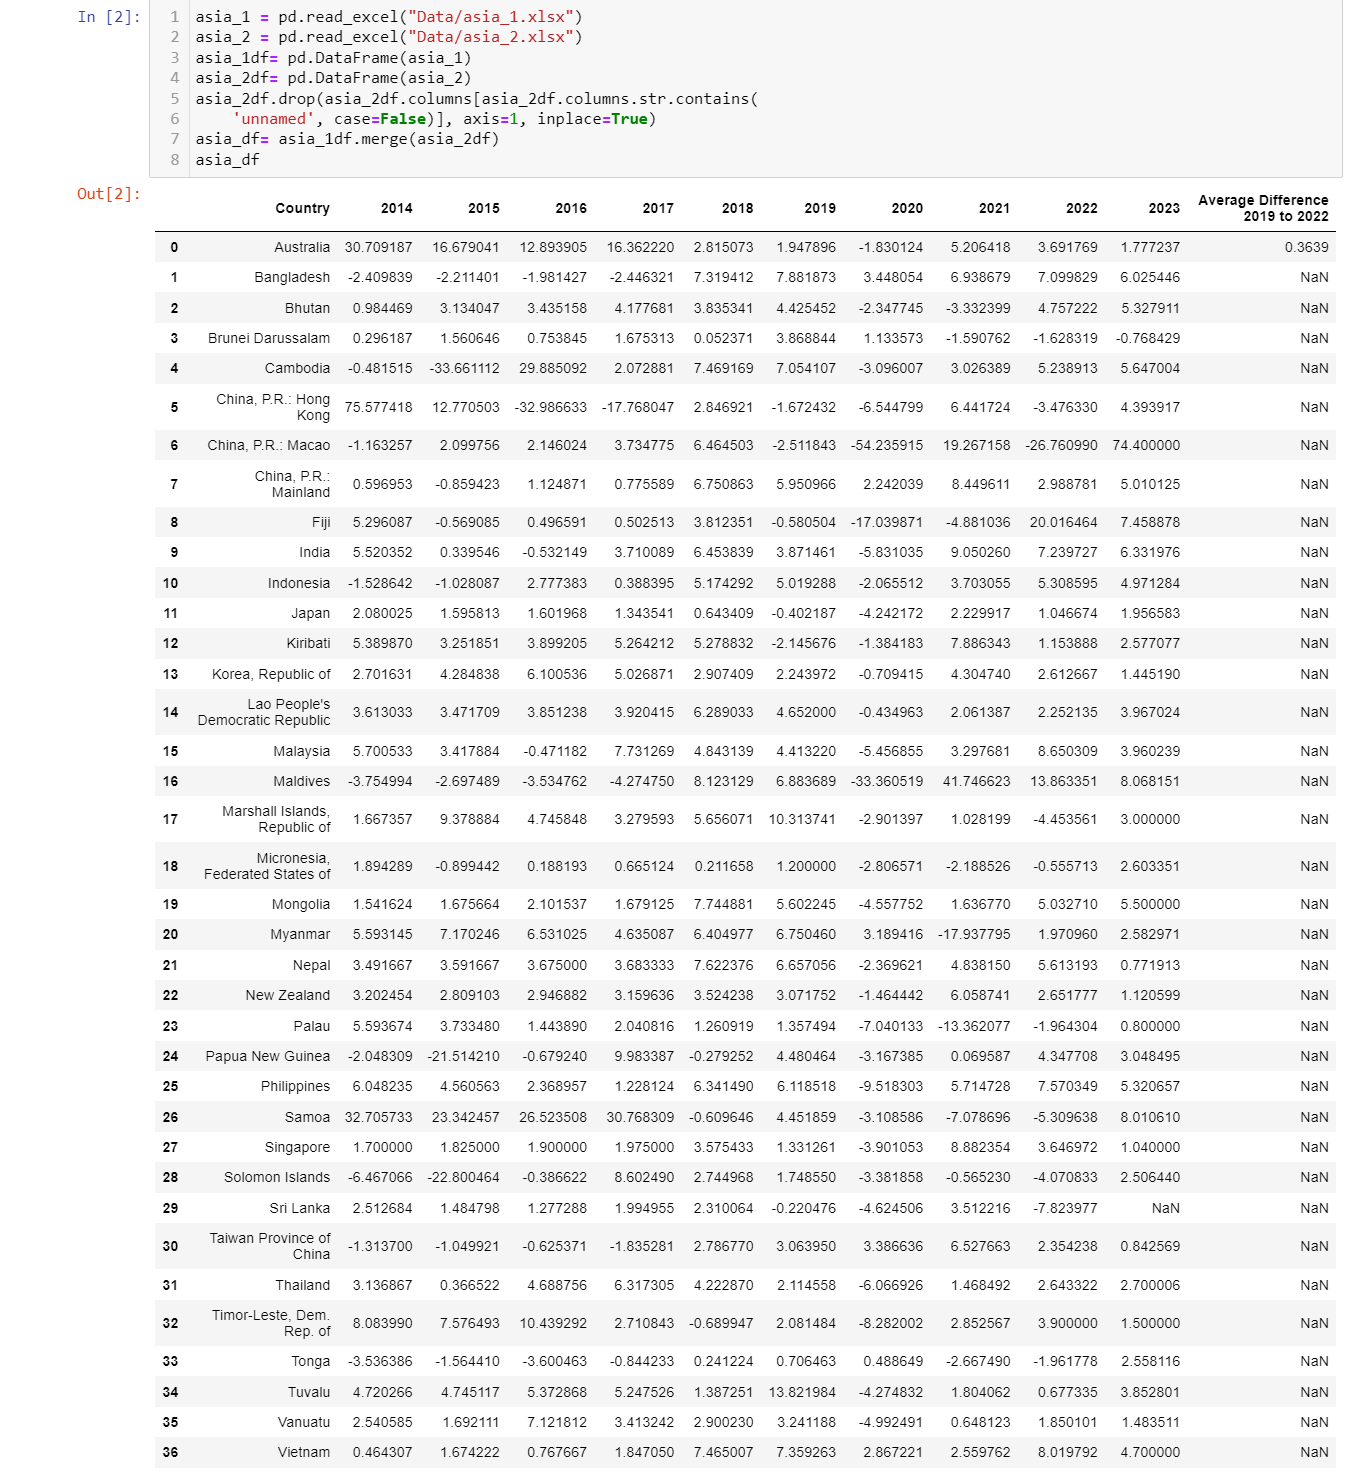 In [2]:
1 asia_1 = pd.read_excel("Data/asia_1.xlsx")
2 asia_2 = pd.read_excel("Data/asia_2.xlsx")
3 asia_1df= pd.DataFrame(asia_1)
4 asia_2df= pd.DataFrame(asia_2)
5 asia_2df.drop(asia_2df.columns[asia_2df.columns.str.contains(
6     'unnamed', case=False)], axis=1, inplace=True)
7 asia_df= asia_1df.merge(asia_2df)
8 asia_df
Out[2]:
Country 2014 2015 2016 2017 2018 2019 2020 2021 2022 2023 Average Difference
2019 to 2022
0 Australia 30.709187 16.679041 12.893905 16.362220 2.815073 1.947896 -1.830124 5.206418 3.691769 1.777237 0.3639
1 Bangladesh -2.409839 -2.211401 -1.981427 -2.446321 7.319412 7.881873 3.448054 6.938679 7.099829 6.025446 NaN
2 Bhutan 0.984469 3.134047 3.435158 4.177681 3.835341 4.425452 -2.347745 -3.332399 4.757222 5.327911 NaN
3 Brunei Darussalam 0.296187 1.560646 0.753845 1.675313 0.052371 3.868844 1.133573 -1.590762 -1.628319 -0.768429 NaN
4 Cambodia -0.481515 -33.661112 29.885092 2.072881 7.469169 7.054107 -3.096007 3.026389 5.238913 5.647004 NaN
China, P.R.: Hong
5 Kong 75.577418 12.770503 -32.986633 -17.768047 2.846921 -1.672432 -6.544799 6.441724 -3.476330 4.393917 NaN
6 China, P.R.: Macao -1.163257 2.099756 2.146024 3.734775 6.464503 -2.511843 -54.235915 19.267158 -26.760990 74.400000 NaN
China, P.R.:
7 Mainland 0.596953 -0.859423 1.124871 0.775589 6.750863 5.950966 2.242039 8.449611 2.988781 5.010125 NaN
8 Fiji 5.296087 -0.569085 0.496591 0.502513 3.812351 -0.580504 -17.039871 -4.881036 20.016464 7.458878 NaN
9 India 5.520352 0.339546 -0.532149 3.710089 6.453839 3.871461 -5.831035 9.050260 7.239727 6.331976 NaN
10 Indonesia -1.528642 -1.028087 2.777383 0.388395 5.174292 5.019288 -2.065512 3.703055 5.308595 4.971284 NaN
11 Japan 2.080025 1.595813 1.601968 1.343541 0.643409 -0.402187 -4.242172 2.229917 1.046674 1.956583 NaN
12 Kiribati 5.389870 3.251851 3.899205 5.264212 5.278832 -2.145676 -1.384183 7.886343 1.153888 2.577077 NaN
13 Korea, Republic of 2.701631 4.284838 6.100536 5.026871 2.907409 2.243972 -0.709415 4.304740 2.612667 1.445190 NaN
Lao People's
14 Democratic Republic 3.613033 3.471709 3.851238 3.920415 6.289033 4.652000 -0.434963 2.061387 2.252135 3.967024 NaN
15 Malaysia 5.700533 3.417884 -0.471182 7.731269 4.843139 4.413220 -5.456855 3.297681 8.650309 3.960239 NaN
16 Maldives -3.754994 -2.697489 -3.534762 -4.274750 8.123129 6.883689 -33.360519 41.746623 13.863351 8.068151 NaN
Marshall Islands,
17 Republic of 1.667357 9.378884 4.745848 3.279593 5.656071 10.313741 -2.901397 1.028199 -4.453561 3.000000 NaN
Micronesia,
18 Federated States of 1.894289 -0.899442 0.188193 0.665124 0.211658 1.200000 -2.806571 -2.188526 -0.555713 2.603351 NaN
19 Mongolia 1.541624 1.675664 2.101537 1.679125 7.744881 5.602245 -4.557752 1.636770 5.032710 5.500000 NaN
20 Myanmar 5.593145 7.170246 6.531025 4.635087 6.404977 6.750460 3.189416 -17.937795 1.970960 2.582971 NaN
21 Nepal 3.491667 3.591667 3.675000 3.683333 7.622376 6.657056 -2.369621 4.838150 5.613193 0.771913 NaN
22 New Zealand 3.202454 2.809103 2.946882 3.159636 3.524238 3.071752 -1.464442 6.058741 2.651777 1.120599 NaN
23 Palau 5.593674 3.733480 1.443890 2.040816 1.260919 1.357494 -7.040133 -13.362077 -1.964304 0.800000 NaN
24 Papua New Guinea -2.048309 -21.514210 -0.679240 9.983387 -0.279252 4.480464 -3.167385 0.069587 4.347708 3.048495 NaN
25 Philippines 6.048235 4.560563 2.368957 1.228124 6.341490 6.118518 -9.518303 5.714728 7.570349 5.320657 NaN
26 Samoa 32.705733 23.342457 26.523508 30.768309 -0.609646 4.451859 -3.108586 -7.078696 -5.309638 8.010610 NaN
27 Singapore 1.700000 1.825000 1.900000 1.975000 3.575433 1.331261 -3.901053 8.882354 3.646972 1.040000 NaN
28 Solomon Islands -6.467066 -22.800464 -0.386622 8.602490 2.744968 1.748550 -3.381858 -0.565230 -4.070833 2.506440 NaN
29 Sri Lanka 2.512684 1.484798 1.277288 1.994955 2.310064 -0.220476 -4.624506 3.512216 -7.823977 NaN NaN
Taiwan Province of
30 China -1.313700 -1.049921 -0.625371 -1.835281 2.786770 3.063950 3.386636 6.527663 2.354238 0.842569 NaN
31 Thailand 3.136867 0.366522 4.688756 6.317305 4.222870 2.114558 -6.066926 1.468492 2.643322 2.700006 NaN
Timor-Leste, Dem.
32 Rep. of 8.083990 7.576493 10.439292 2.710843 -0.689947 2.081484 -8.282002 2.852567 3.900000 1.500000 NaN
33 Tonga -3.536386 -1.564410 -3.600463 -0.844233 0.241224 0.706463 0.488649 -2.667490 -1.961778 2.558116 NaN
34 Tuvalu 4.720266 4.745117 5.372868 5.247526 1.387251 13.821984 -4.274832 1.804062 0.677335 3.852801 NaN
35 Vanuatu 2.540585 1.692111 7.121812 3.413242 2.900230 3.241188 -4.992491 0.648123 1.850101 1.483511 NaN
36 Vietnam 0.464307 1.674222 0.767667 1.847050 7.465007 7.359263 2.867221 2.559762 8.019792 4.700000 NaN